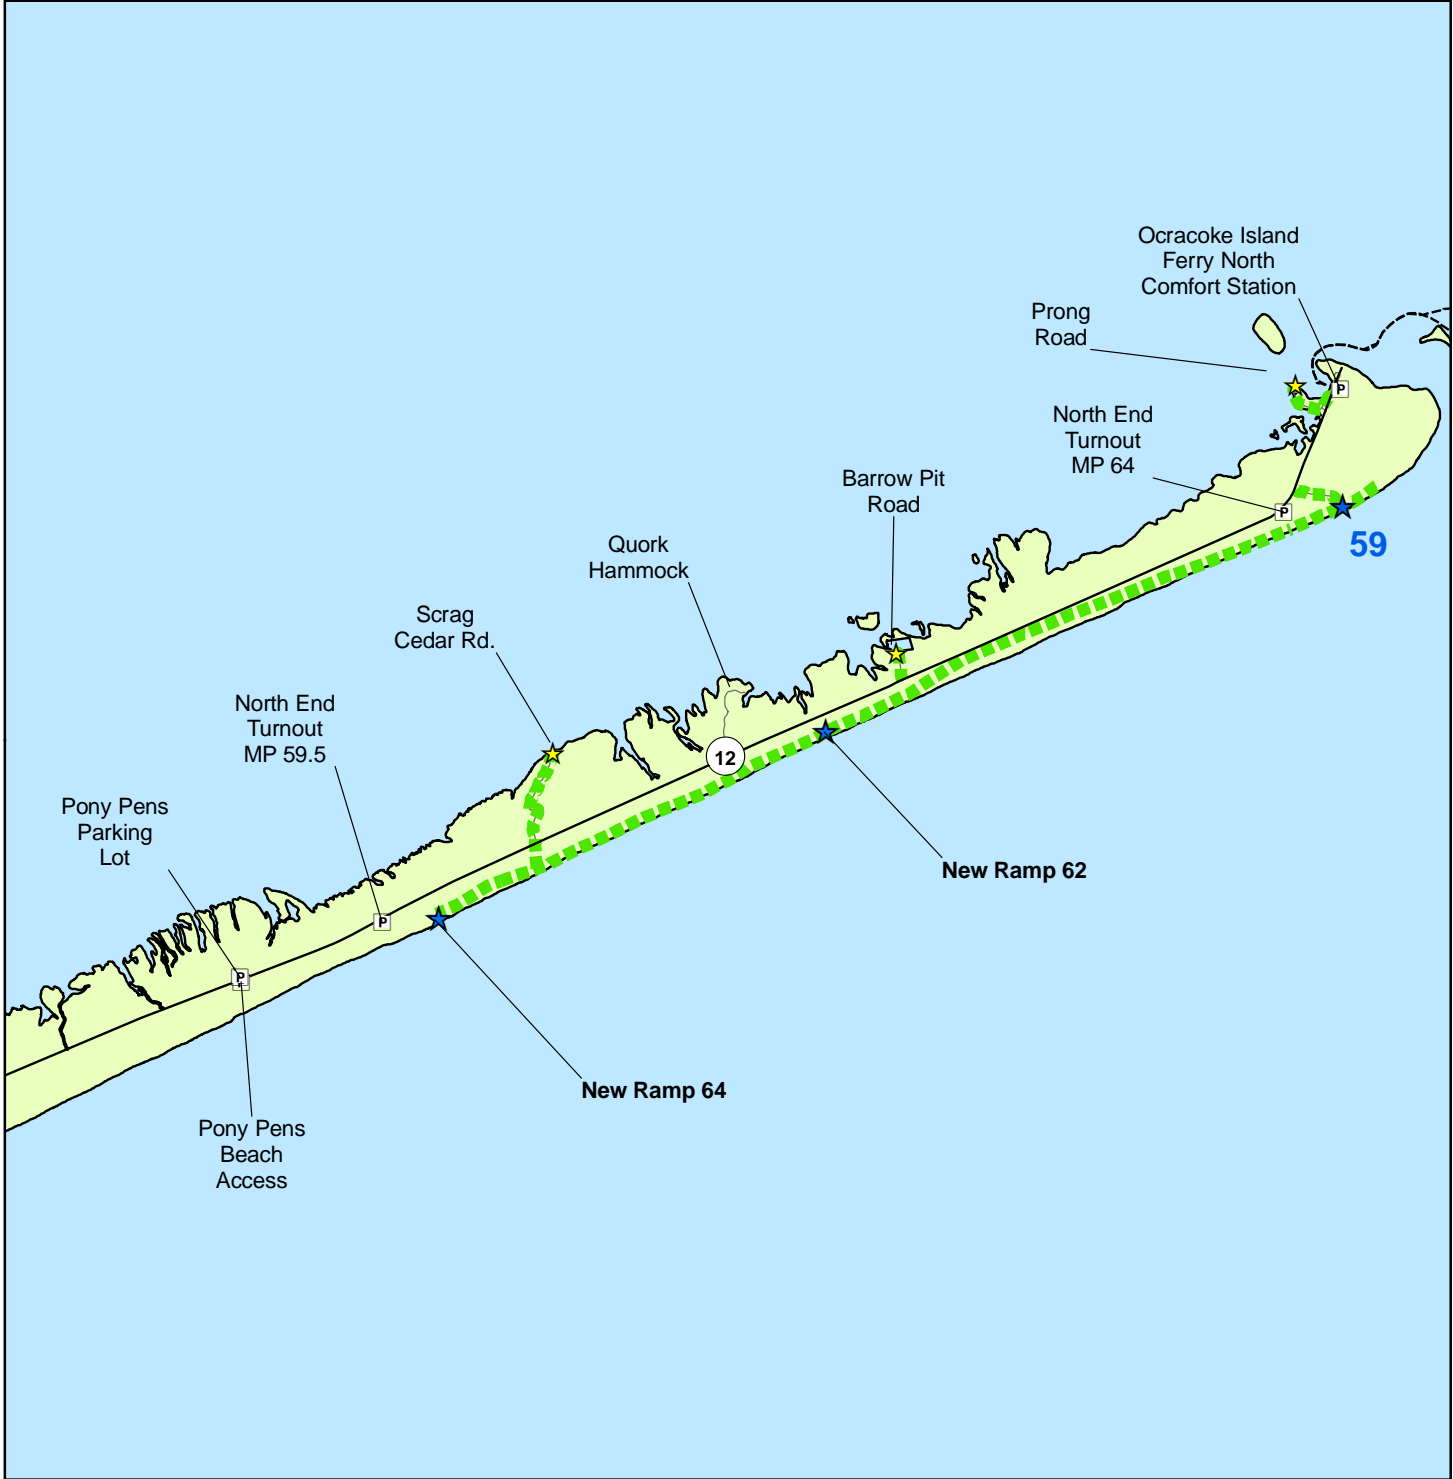 Ocracoke Island
Ferry North
Comfort Station
Prong
Road
North End
Turnout
MP 64
Barrow Pit
Road
59
Quork
Hammock
Scrag
Cedar Rd.
North End
Turnout
MP 59.5
12
Pony Pens
Parking
Lot
New Ramp 62
New Ramp 64
Pony Pens
Beach
Access
P
P
P
P